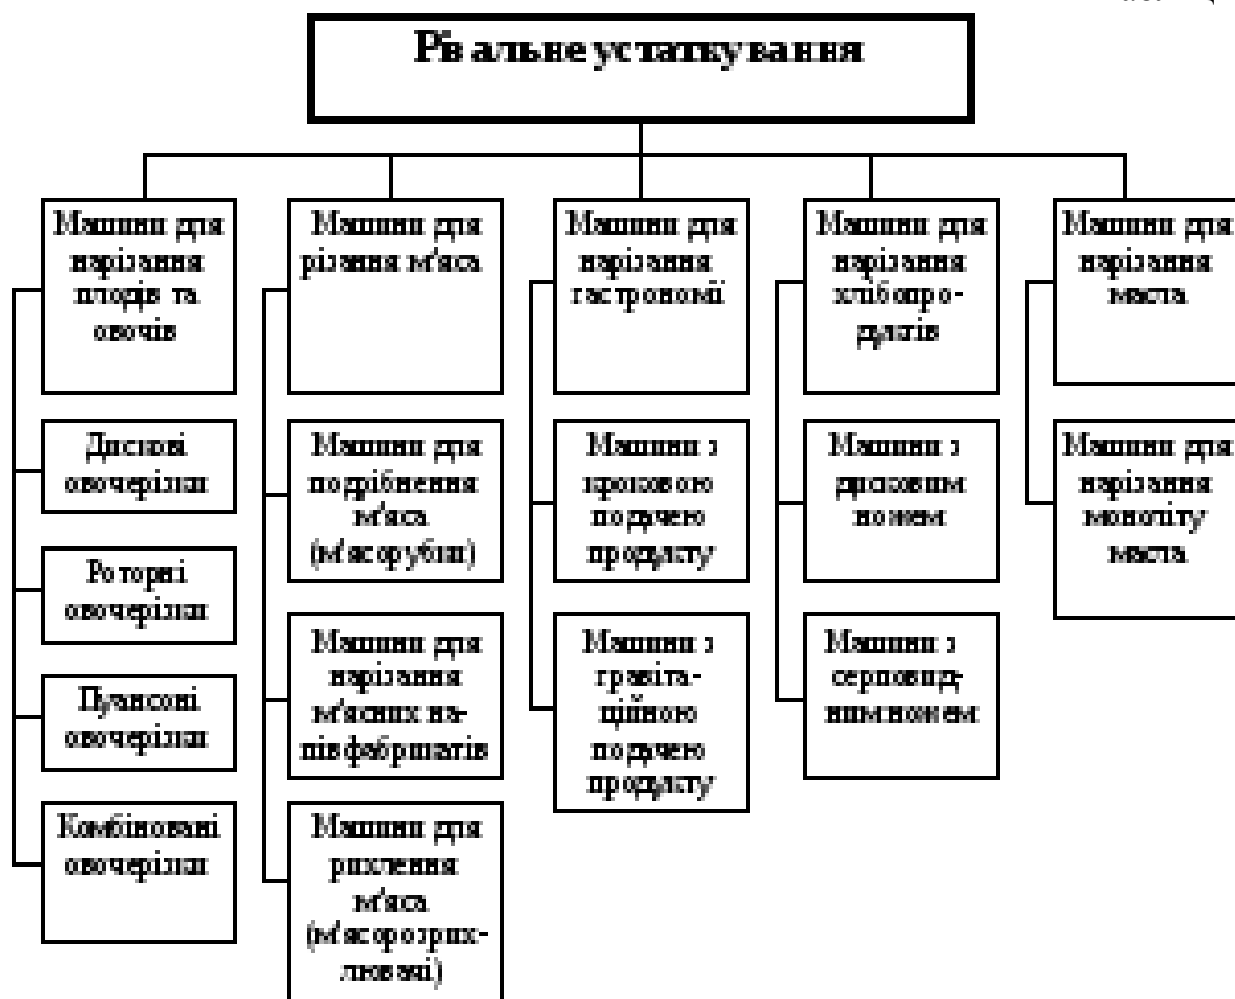 Різальне устаткування
Машини для
нарізання
плодів та
овочів
Дискові
овочерізки
Роторні
овочерізки
Пуансоні
овочерізки
Комбіновані
овочерізки
Машини для
різання м'яса
Машини для
подрібнення
м'яса
(м'ясорубки)
Машини для
нарізання
м'ясних на-
півфабрикатів
Машини для
рихлення
м'яса
(м'ясорозрих-
лювачі)
Машини для
нарізання
гастрономії
Машини з
кроковою
подачею
продукту
Машини з
гравіта-
ційною
подачею
продукту
Машини для
нарізання
хлібопро-
дуктів
Машини з
дисковим
ножем
Машини з
серповид-
ним ножем
Машини для
нарізання
масла
Машини для
нарізання
моноліту
масла